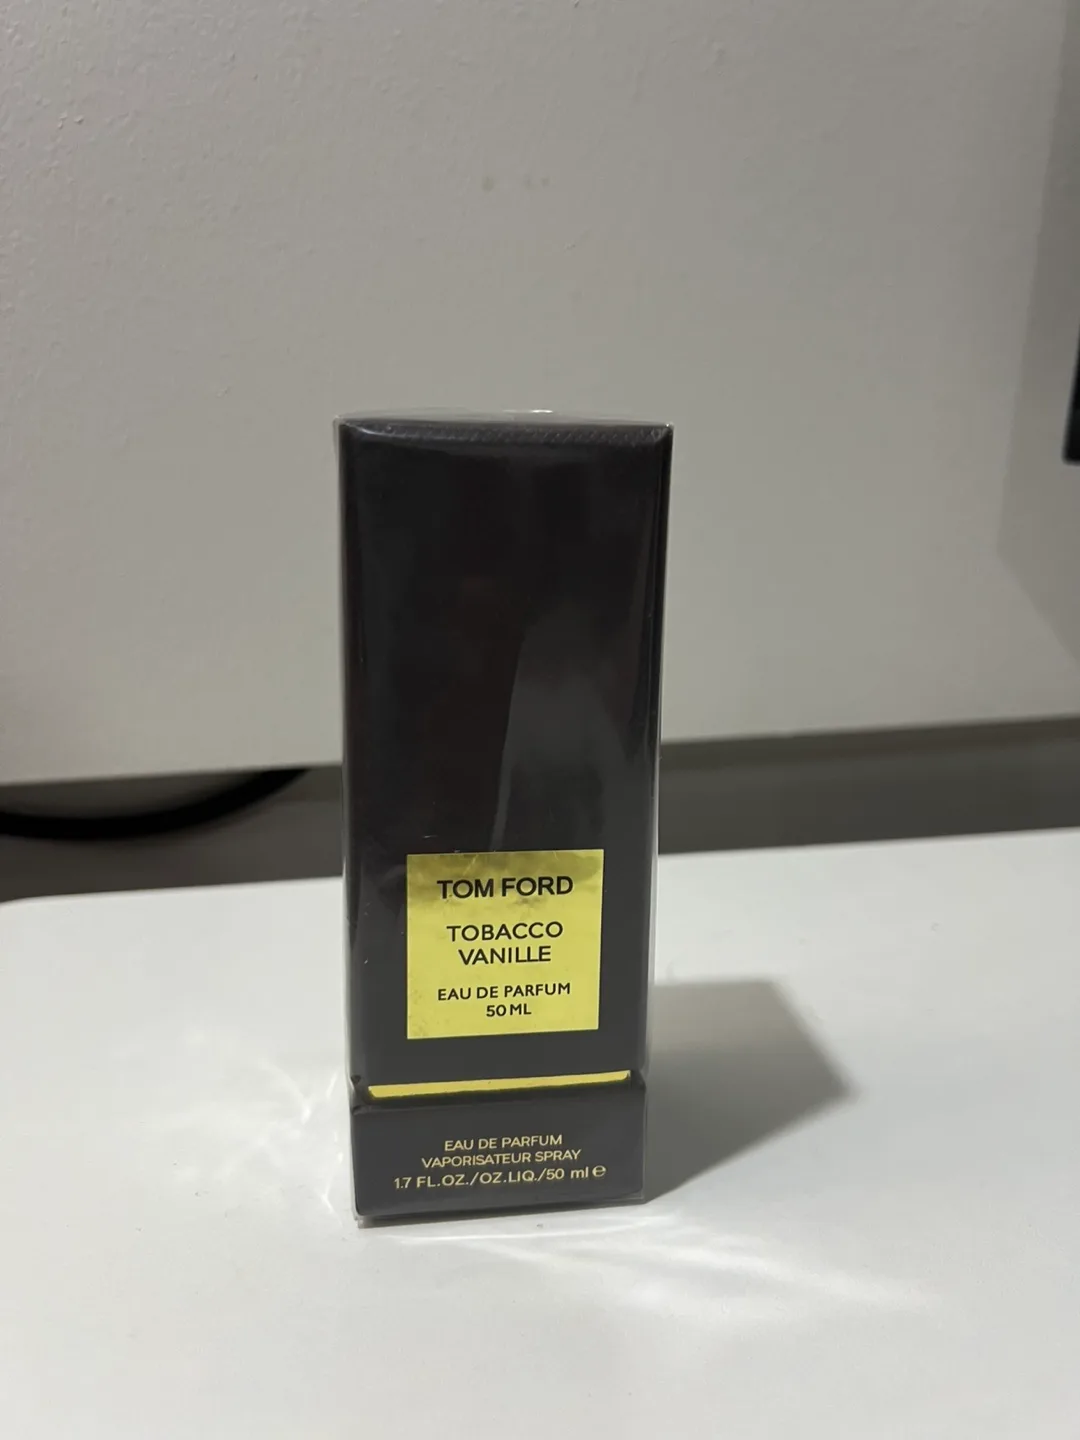 TOM FORD
TOBACCO
VANILLE
EAU DE PARFUM
50 ML
EAU DE PARFUM
VAPORISATEUR SPRAY
1.7 FL.OZ./OZ.LIQ./50 ml ℮